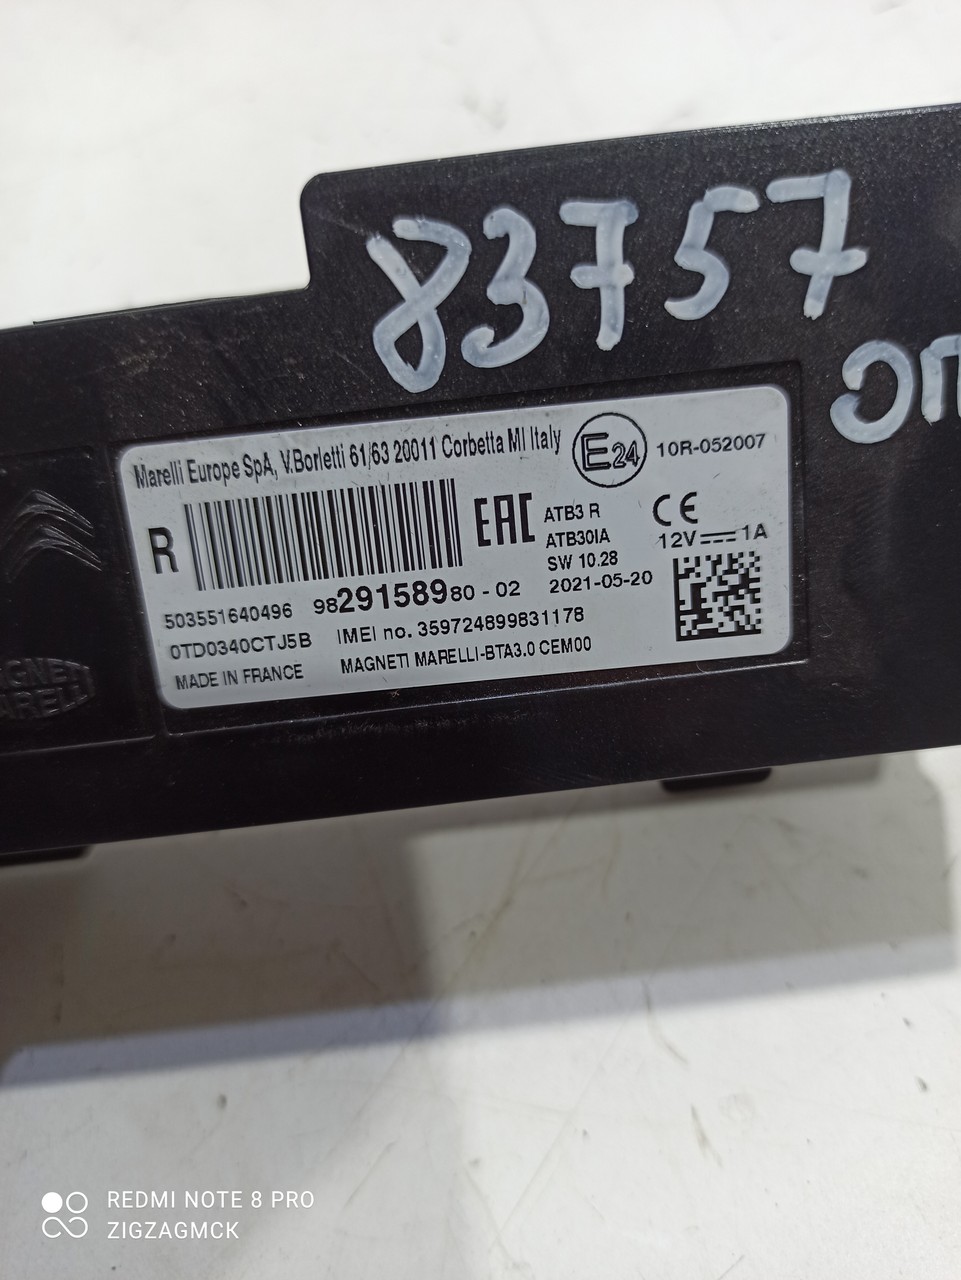 83757
Marelli Europe SpA, V.Borletti 61/63 20011 Corbetta MI Italy
E24
10R-052007
R
EAC
ATB3 R
ATB30IA
SW 10.28
2021-05-20
CE
12V 1A
503551640496
9829158980-02
0TD0340CTJ5B
IMEI no. 359724899831178
MADE IN FRANCE
MAGNETI MARELLI-BTA3.0 CEM00
REDMI NOTE 8 PRO
ZIGZAGMCK